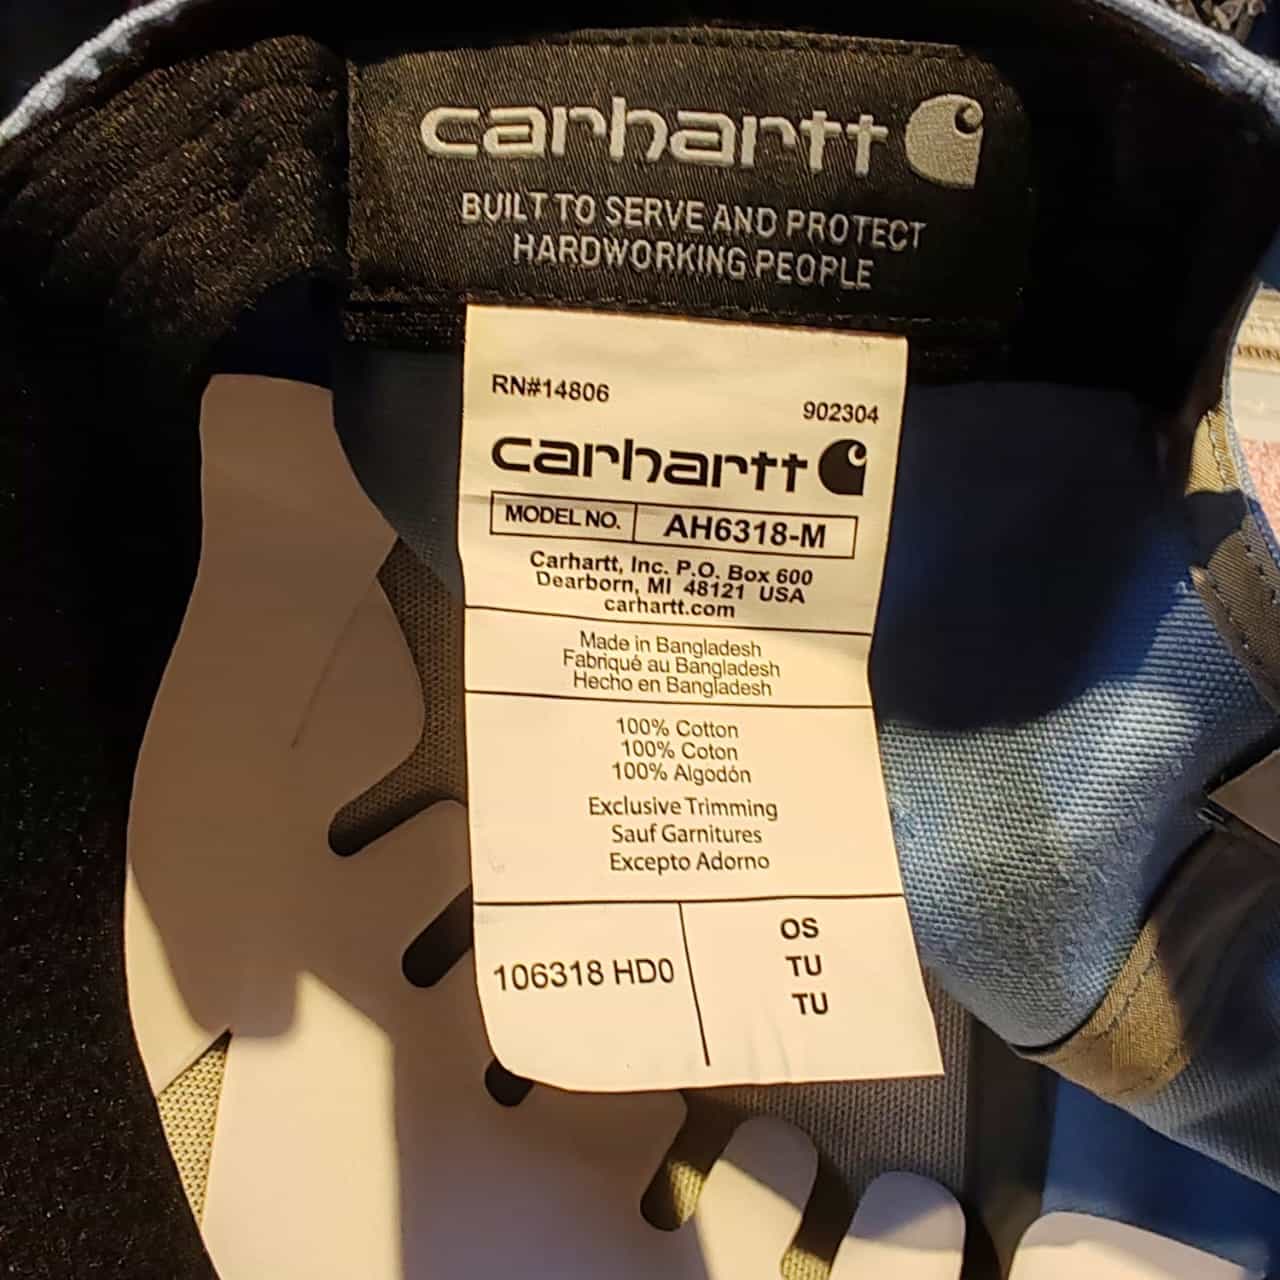 carhartt
BUILT TO SERVE AND PROTECT
HARDWORKING PEOPLE
RN#14806
902304
carhartt
MODEL NO. AH6318-M
Carhartt, Inc. P.O. Box 600
Dearborn, MI 48121 USA
carhartt.com
Made in Bangladesh
Fabriqué au Bangladesh
Hecho en Bangladesh
100% Cotton
100% Coton
100% Algodón
Exclusive Trimming
Sauf Garnitures
Excepto Adorno
106318 HD0
OS
TU
TU